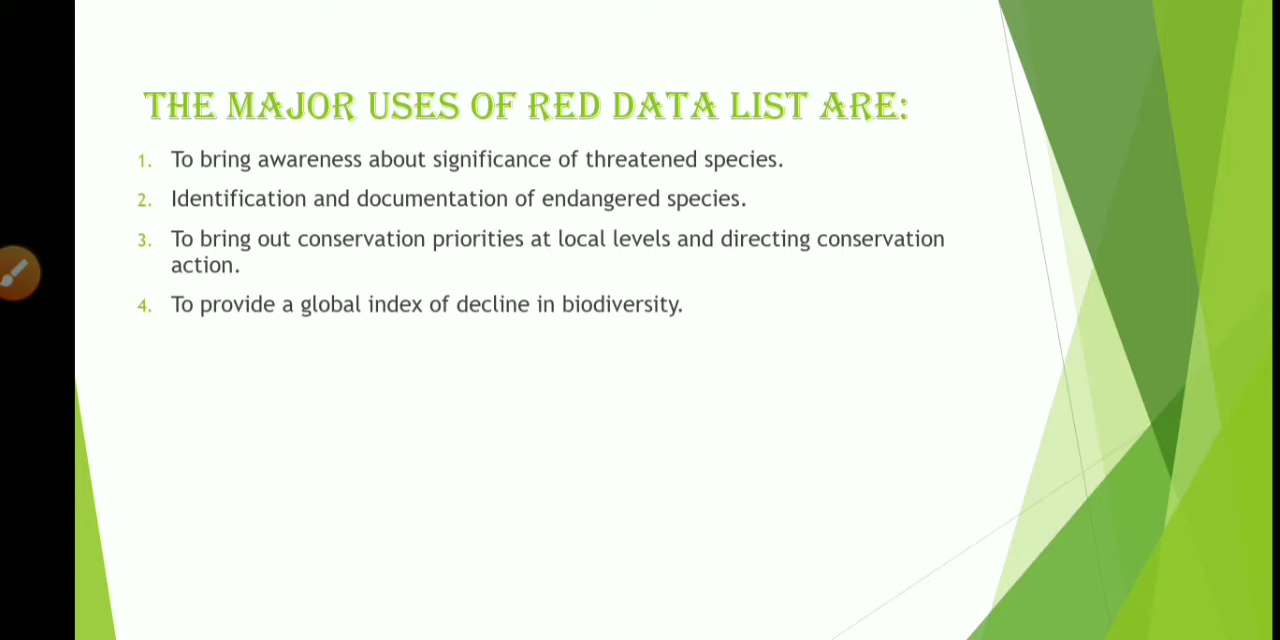 THE MAJOR USES OF RED DATA LIST ARE:
1. To bring awareness about significance of threatened species.
2. Identification and documentation of endangered species.
3. To bring out conservation priorities at local levels and directing conservation
action.
4. To provide a global index of decline in biodiversity.